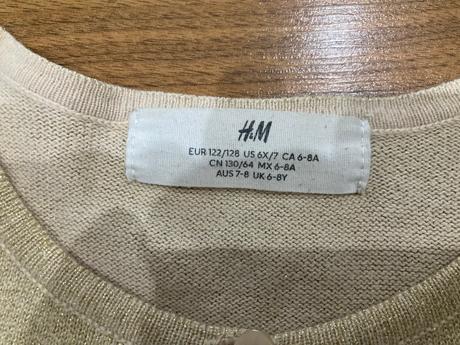 H&M
EUR 122/128 US 6X/7 CA 6-8A
CN 130/64 MX 6-8A
AUS 7-8 UK 6-8Y